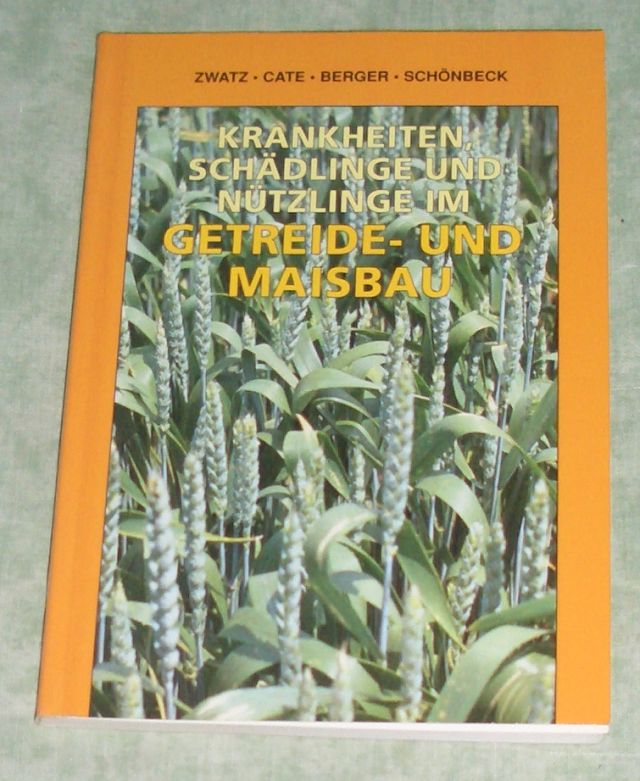 ZWATZ · CATE · BERGER · SCHÖNBECK
KRANKHEITEN,
SCHÄDLINGE UND
NÜTZLINGE IM
GETREIDE- UND
MAISBAU